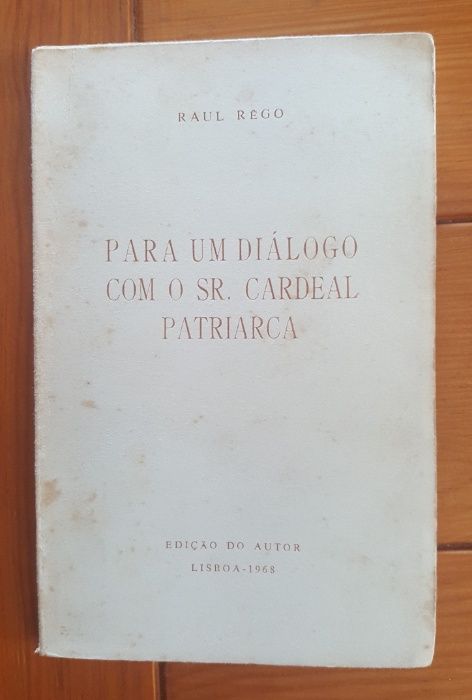 RAUL RÊGO
PARA UM DIÁLOGO
COM O SR. CARDEAL
PATRIARCA
EDIÇÃO DO AUTOR
LISBOA-1968